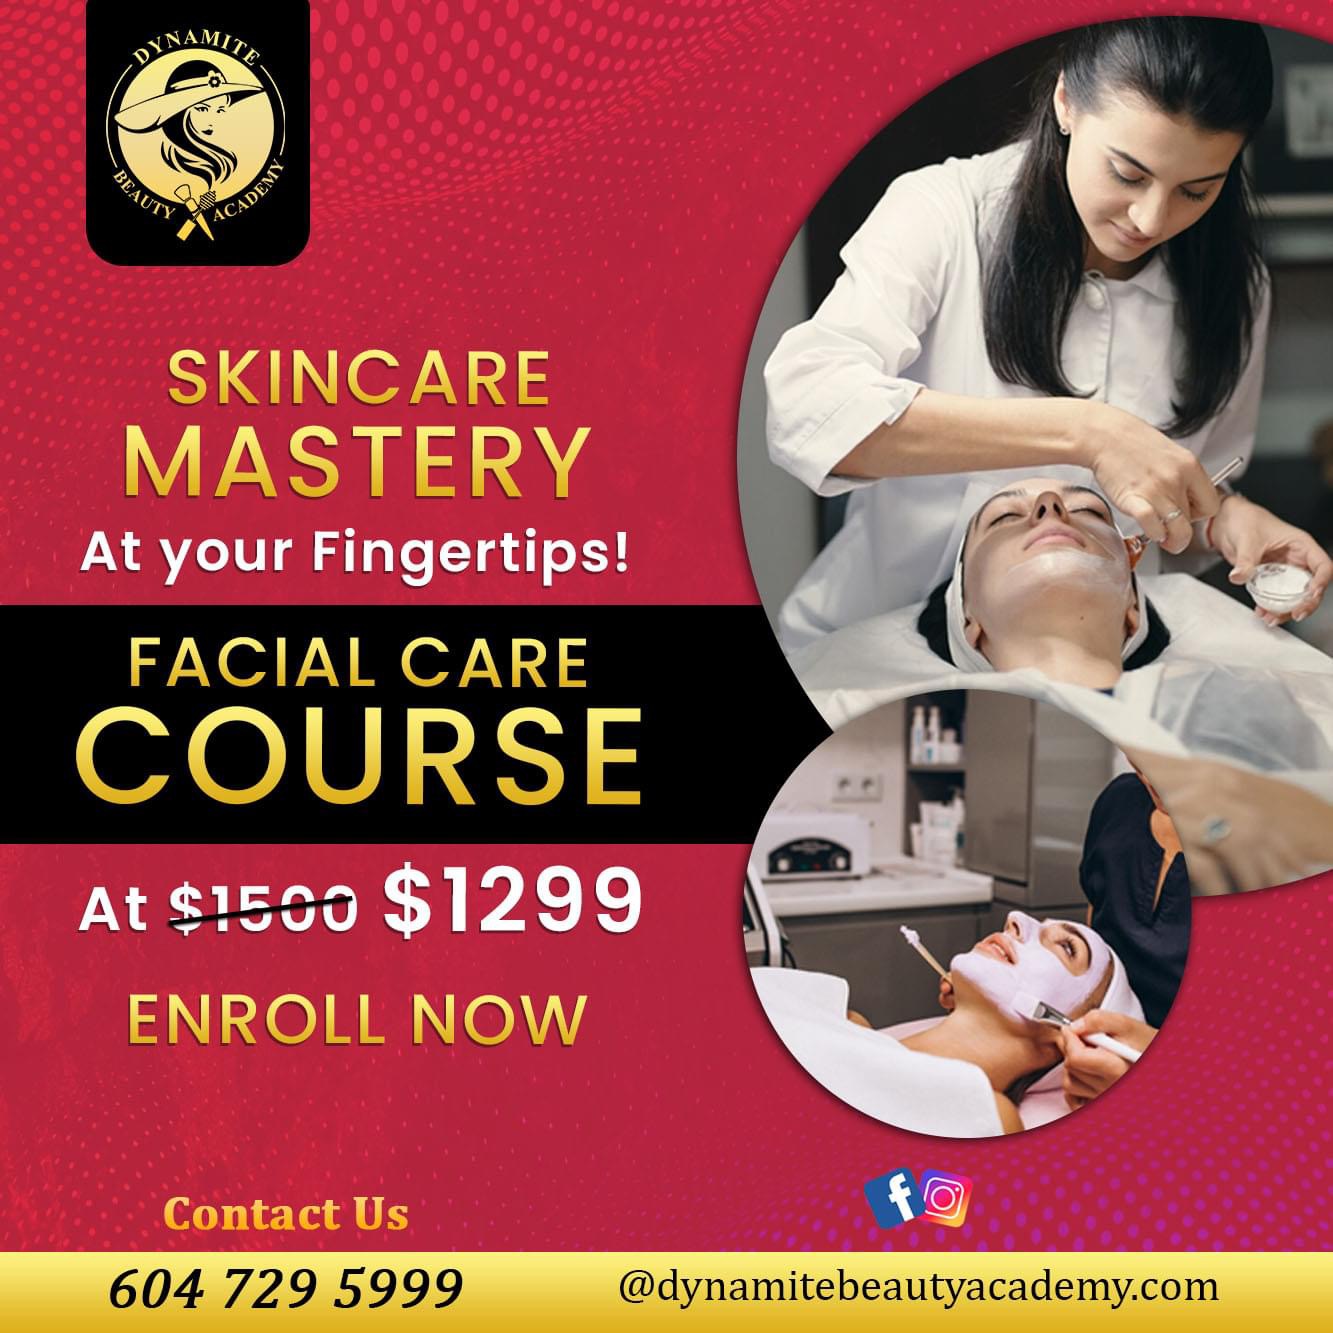 DYNAMITE
BEAUTY ACADEMY
SKINCARE
MASTERY
At your Fingertips!
FACIAL CARE
COURSE
At $1500 $1299
ENROLL NOW
Contact Us
604 729 5999
@dynamitebeautyacademy.com